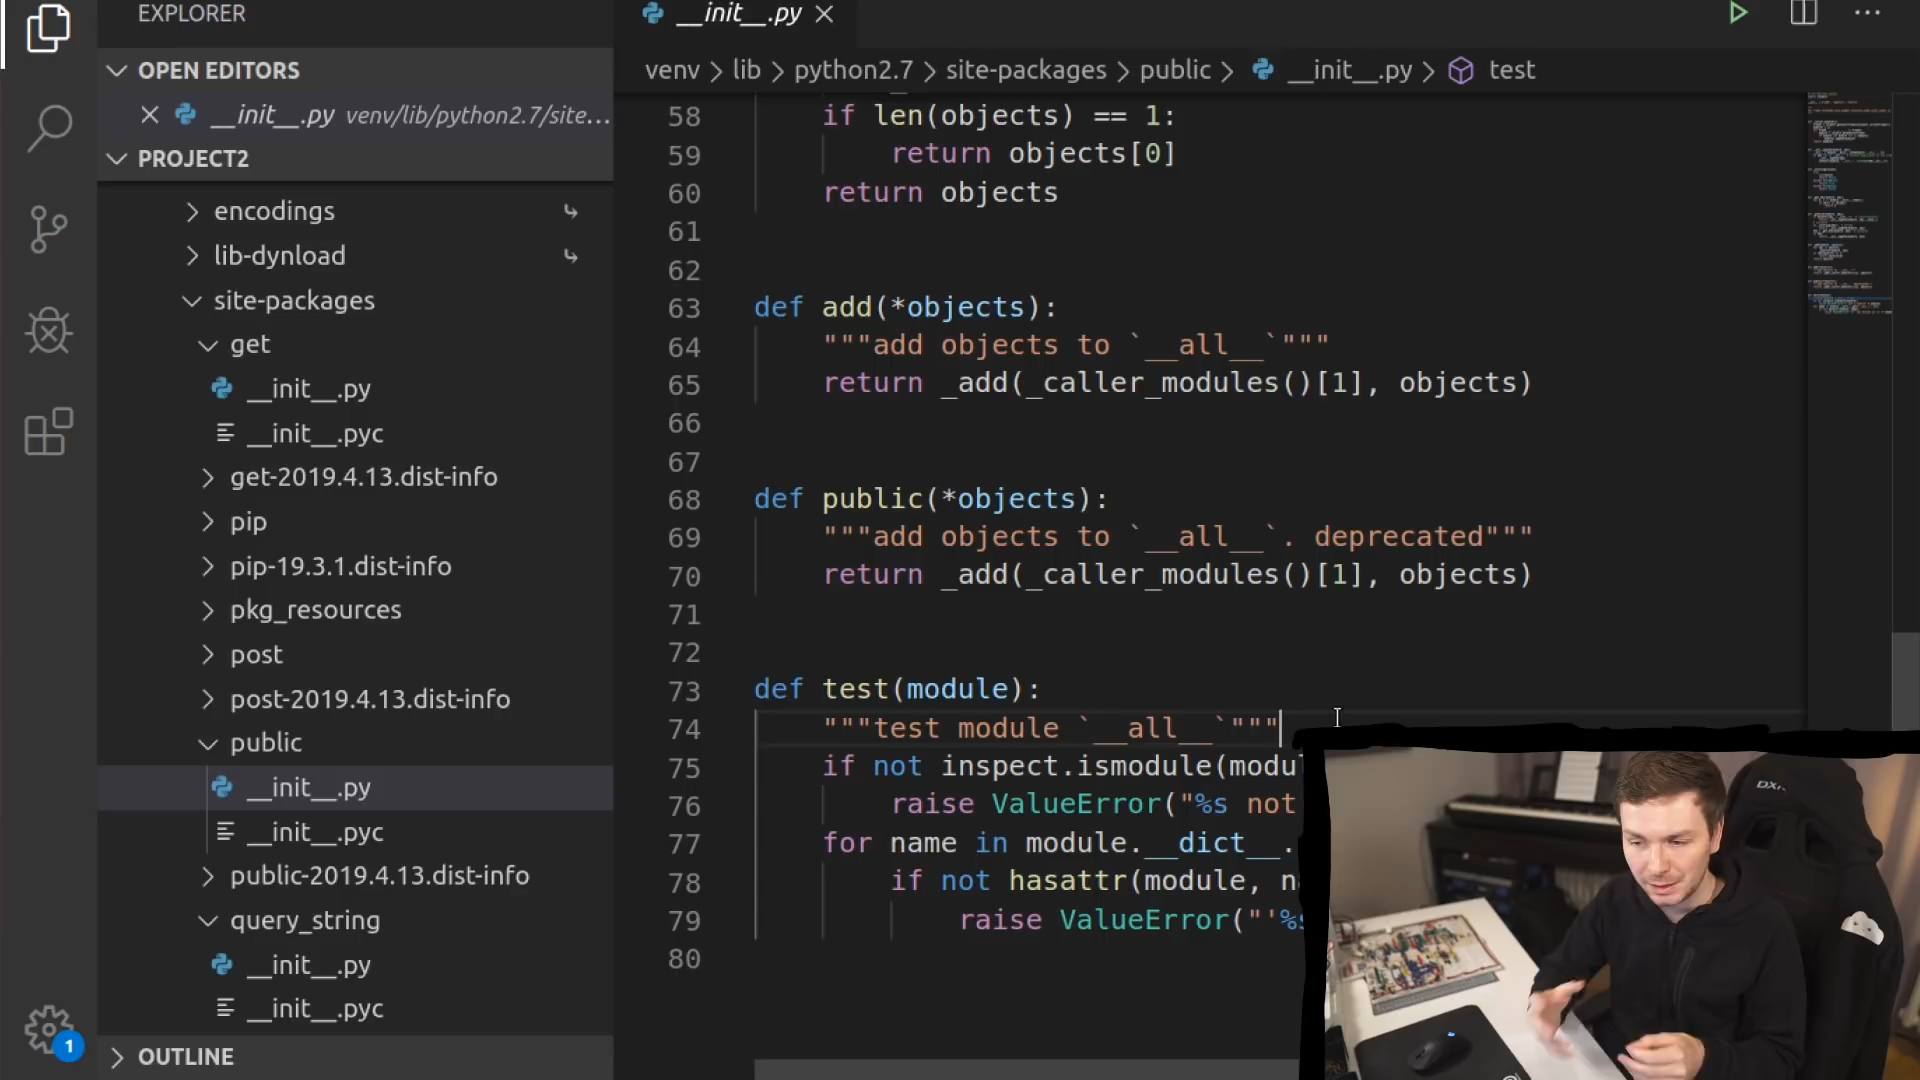 EXPLORER
OPEN EDITORS
__init__.py venv/lib/python2.7/site...
PROJECT2
encodings
lib-dynload
site-packages
get
__init__.py
__init__.pyc
get-2019.4.13.dist-info
pip
pip-19.3.1.dist-info
pkg_resources
post
post-2019.4.13.dist-info
public
__init__.py
__init__.pyc
public-2019.4.13.dist-info
query_string
__init__.py
__init__.pyc
OUTLINE
1
__init__.py
venv > lib > python2.7 > site-packages > public > __init__.py > test
58 if len(objects) == 1:
59 return objects[0]
60 return objects
61
62
63 def add(*objects):
64 """add objects to `__all__`"""
65 return _add(_caller_modules()[1], objects)
66
67
68 def public(*objects):
69 """add objects to `__all__`. deprecated"""
70 return _add(_caller_modules()[1], objects)
71
72
73 def test(module):
74 """test module `__all__`"""
75 if not inspect.ismodule(modul
76 raise ValueError("%s not
77 for name in module.__dict__.
78 if not hasattr(module, na
79 raise ValueError("'%s
80